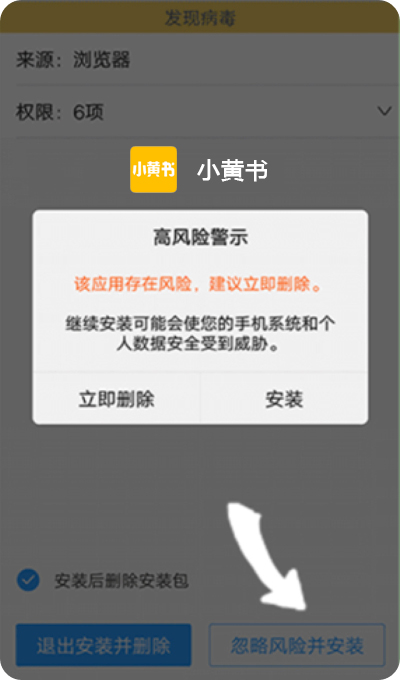 发现病毒
来源：浏览器
权限：6项
小黄书 小黄书
高风险警示
该应用存在风险，建议立即删除。
继续安装可能会使您的手机系统和个
人数据安全受到威胁。
立即删除 安装
安装后删除安装包
退出安装并删除 忽略风险并安装